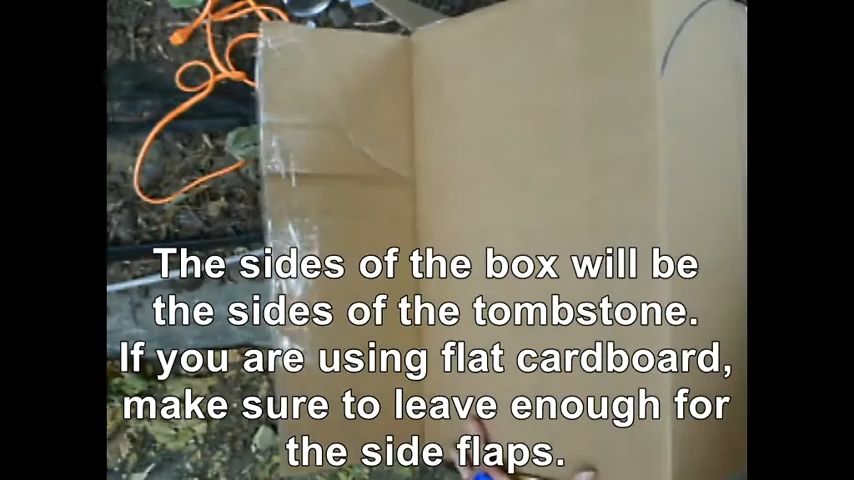 The sides of the box will be
the sides of the tombstone.
If you are using flat cardboard,
make sure to leave enough for
the side flaps.